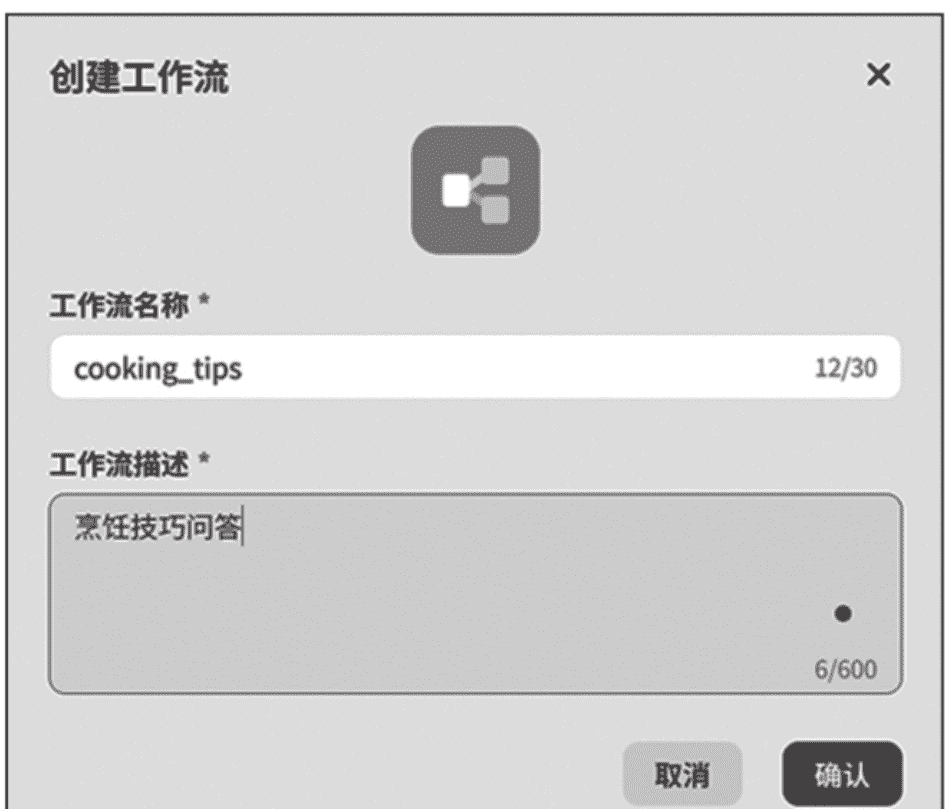 创建工作流
工作流名称 *
cooking_tips 12/30
工作流描述 *
烹饪技巧问答
6/600
取消 确认